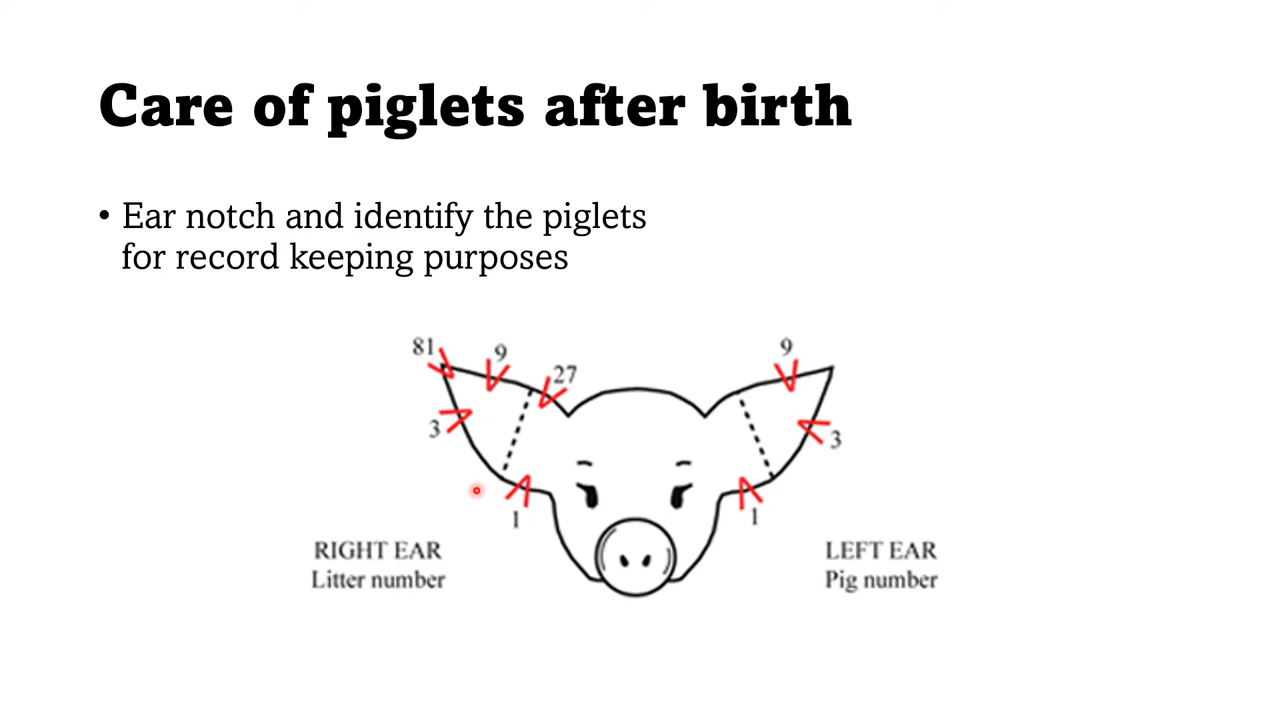 Care of piglets after birth
• Ear notch and identify the piglets
for record keeping purposes
81
9
27
3
1
9
3
1
RIGHT EAR
Litter number
LEFT EAR
Pig number